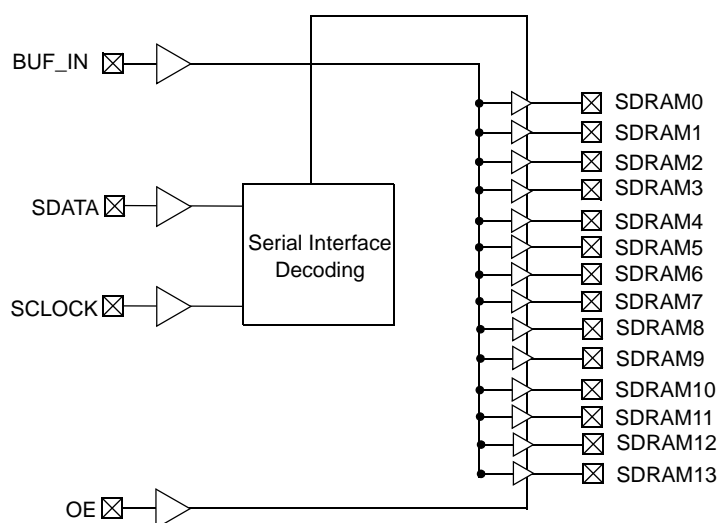 BUF_IN
SDATA
SCLOCK
OE
Serial Interface
Decoding
SDRAM0
SDRAM1
SDRAM2
SDRAM3
SDRAM4
SDRAM5
SDRAM6
SDRAM7
SDRAM8
SDRAM9
SDRAM10
SDRAM11
SDRAM12
SDRAM13